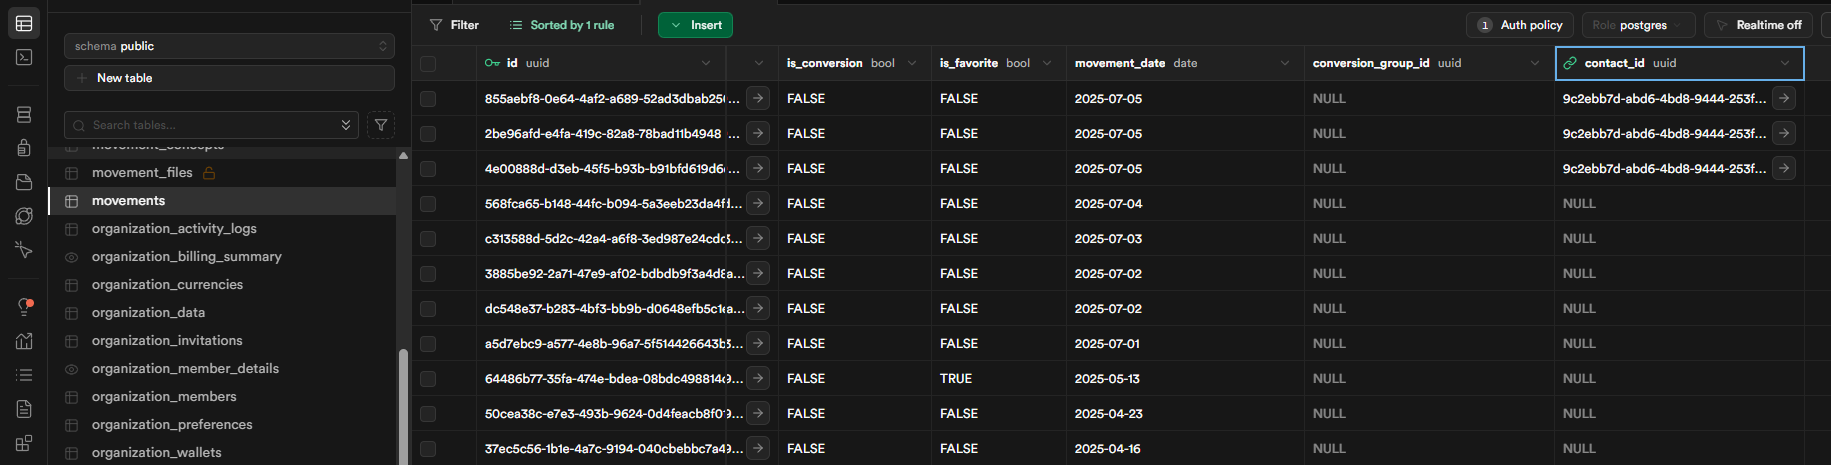 schema public
New table
Search tables...
movement_concepts
movement_files
movements
organization_activity_logs
organization_billing_summary
organization_currencies
organization_data
organization_invitations
organization_member_details
organization_members
organization_preferences
organization_wallets
Filter
Sorted by 1 rule
Insert
1 Auth policy
Role postgres
Realtime off
id uuid is_conversion bool is_favorite bool movement_date date conversion_group_id uuid contact_id uuid
855aebf8-0e64-4af2-a689-52ad3dbab250... FALSE FALSE 2025-07-05 NULL 9c2ebb7d-abd6-4bd8-9444-253f...
2be96afd-e4fa-419c-82a8-78bad11b4948 ... FALSE FALSE 2025-07-05 NULL 9c2ebb7d-abd6-4bd8-9444-253f...
4e00888d-d3eb-45f5-b93b-b91bfd619d6... FALSE FALSE 2025-07-05 NULL 9c2ebb7d-abd6-4bd8-9444-253f...
568fca65-b148-44fc-b094-5a3eeb23da4f... FALSE FALSE 2025-07-04 NULL NULL
c313588d-5d2c-42a4-a6f8-3ed987e24cdc... FALSE FALSE 2025-07-03 NULL NULL
3885be92-2a71-47e9-af02-bdbdb9f3a4d8... FALSE FALSE 2025-07-02 NULL NULL
dc548e37-b283-4bf3-bb9b-d0648efb5c1e... FALSE FALSE 2025-07-02 NULL NULL
a5d7ebc9-a577-4e8b-96a7-5f514426643b... FALSE FALSE 2025-07-01 NULL NULL
64486b77-35fa-474e-bdea-08bdc498814c... FALSE TRUE 2025-05-13 NULL NULL
50cea38c-e7e3-493b-9624-0d4feacb8f01... FALSE FALSE 2025-04-23 NULL NULL
37ec5c56-1b1e-4a7c-9194-040cbebbc7a4... FALSE FALSE 2025-04-16 NULL NULL